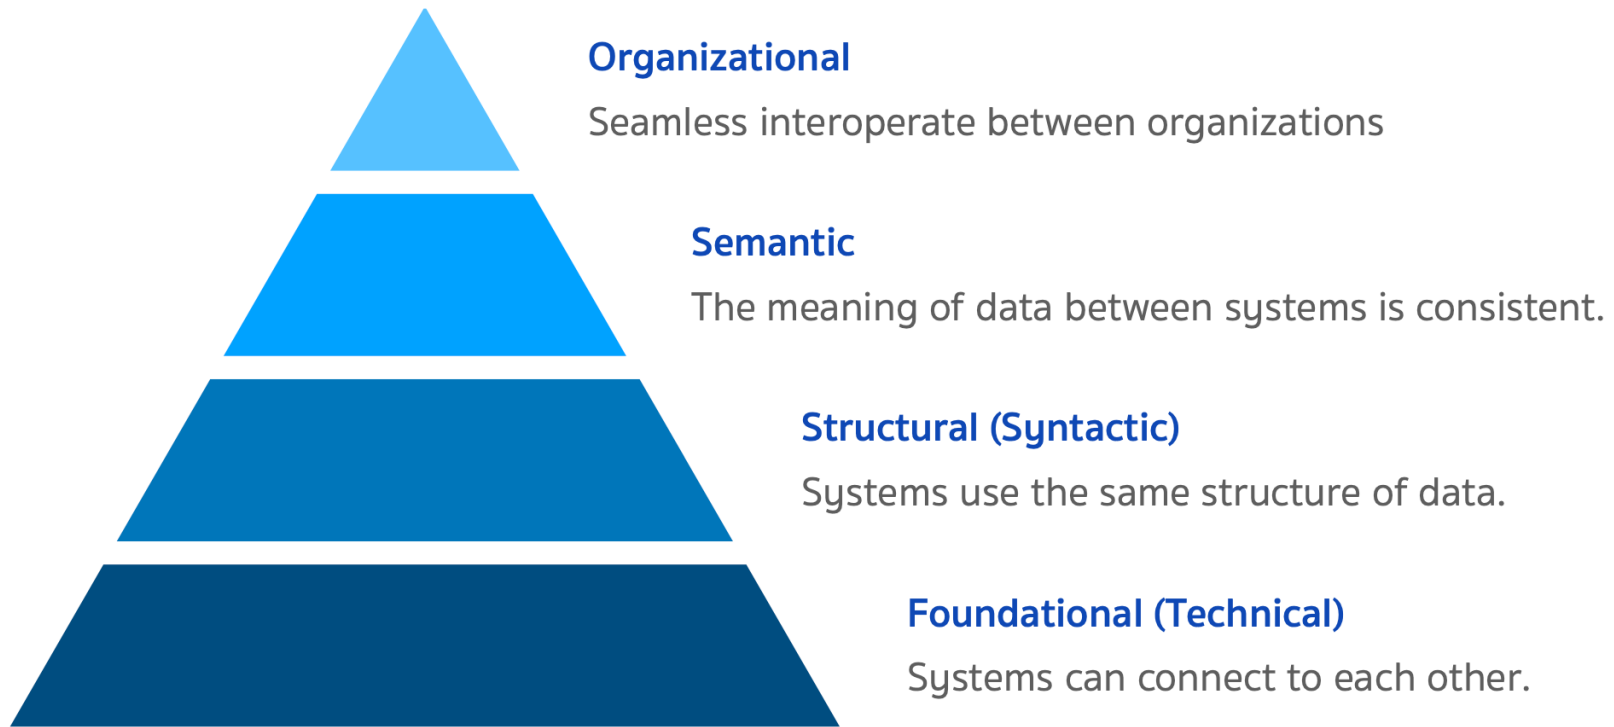 Organizational
Seamless interoperate between organizations
Semantic
The meaning of data between systems is consistent.
Structural (Syntactic)
Systems use the same structure of data.
Foundational (Technical)
Systems can connect to each other.